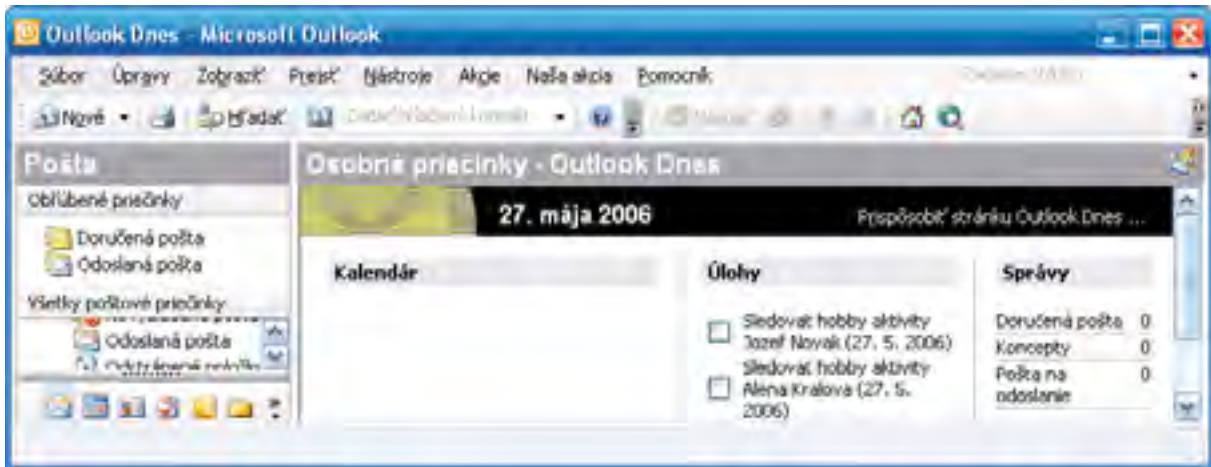 Outlook Dnes - Microsoft Outlook
Súbor Úpravy Zobraziť Prejsť Nástroje Akcie Naša akcia Pomocník
Nové Hľadať
Pošta
Osobné priečinky - Outlook Dnes
Obľúbené priečinky
27. mája 2006
Prispôsobiť stránku Outlook Dnes ...
Doručená pošta
Odoslaná pošta
Kalendár
Úlohy
Správy
Všetky poštové priečinky
Odoslaná pošta
Sledovat hobby aktivity
Jozef Novak (27. 5. 2006)
Sledovat hobby aktivity
Alena Kralova (27. 5.
2006)
Doručená pošta 0
Koncepty 0
Pošta na 0
odoslanie